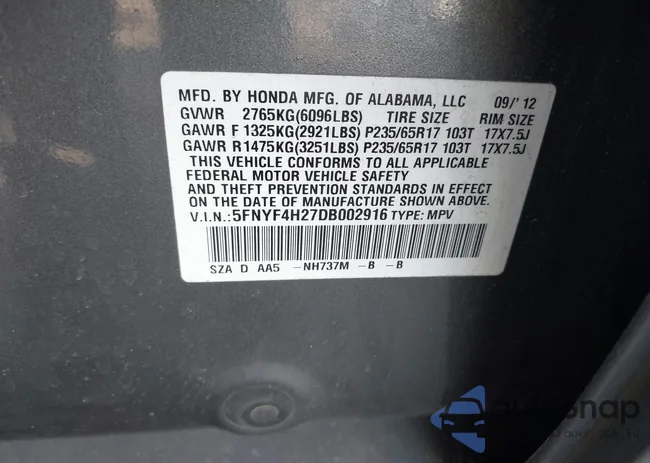 MFD. BY HONDA MFG. OF ALABAMA, LLC 09/'12
GVWR 2765KG(6096LBS) TIRE SIZE RIM SIZE
GAWR F 1325KG(2921LBS) P235/65R17 103T 17X7.5J
GAWR R1475KG(3251LBS) P235/65R17 103T 17X7.5J
THIS VEHICLE CONFORMS TO ALL APPLICABLE
FEDERAL MOTOR VEHICLE SAFETY
AND THEFT PREVENTION STANDARDS IN EFFECT
ON THE DATE OF MANUFACTURE SHOWN ABOVE.
V.I.N.:5FNYF4H27DB002916 TYPE: MPV
SZA D AA5 -NH737M -B -B